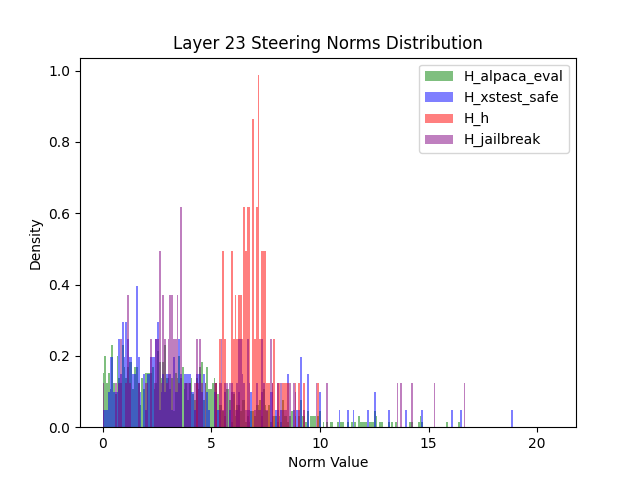 Layer 23 Steering Norms Distribution
H_alpaca_eval
H_xstest_safe
H_h
H_jailbreak
1.0
0.8
0.6
0.4
0.2
0.0
Density
0
5
10
15
20
Norm Value